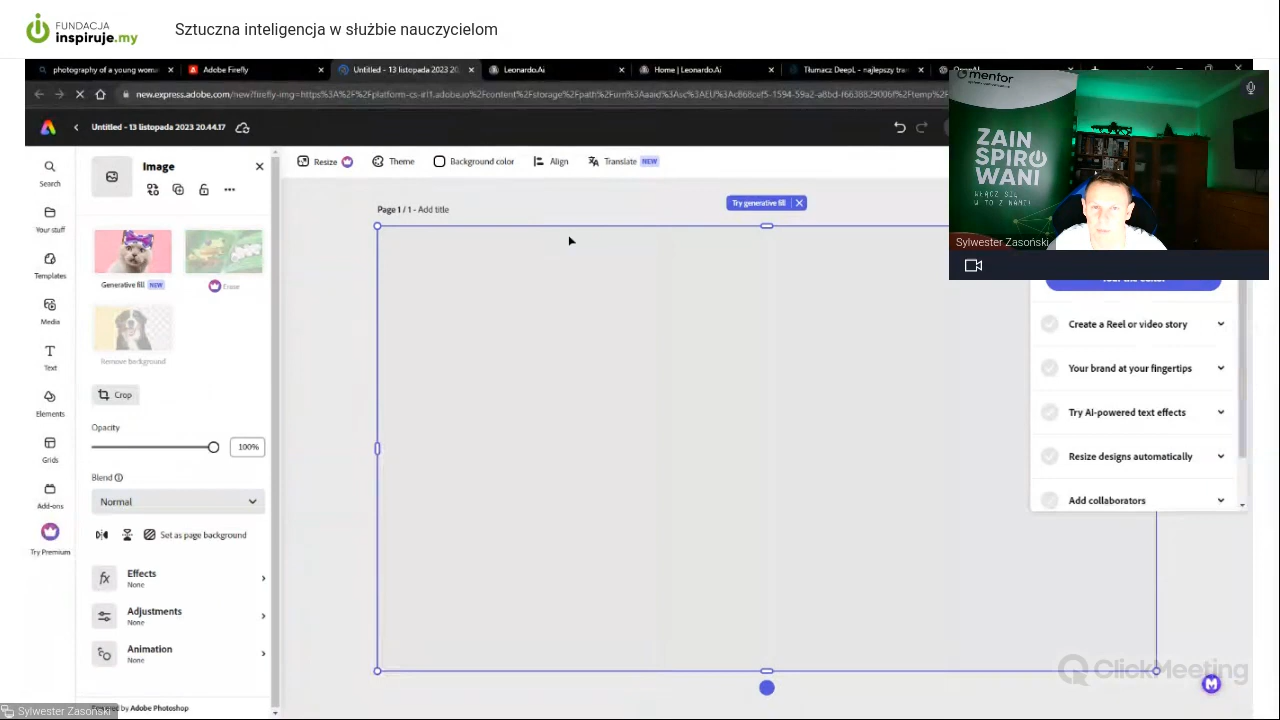 FUNDACJA
inspiruje.my
Sztuczna inteligencja w służbie nauczycielom
photography of a young woma
Adobe Firefly
Untitled - 13 listopada 2023 20.
Leonardo.Ai
Home | Leonardo.Ai
Tłumacz DeepL - najlepszy tran
OpenAI
Untitled - 13 listopada 2023 20.44.17
mentor
ZAIN
SPIRO
WANI
WŁĄCZ SIĘ
W TO Z NAMI!
Sylwester Zasoński
Search
Your stuff
Templates
Media
Text
Elements
Grids
Add-ons
Try Premium
Image
Generative fill NEW
Erase
Remove background
Crop
Opacity
100%
Blend
Normal
Set as page background
Effects
None
Adjustments
None
Animation
None
Powered by Adobe Photoshop
Resize
Theme
Background color
Align
Translate NEW
Page 1 / 1 - Add title
Try generative fill
Create a Reel or video story
Your brand at your fingertips
Try AI-powered text effects
Resize designs automatically
Add collaborators
ClickMeeting
Sylwester Zasoński